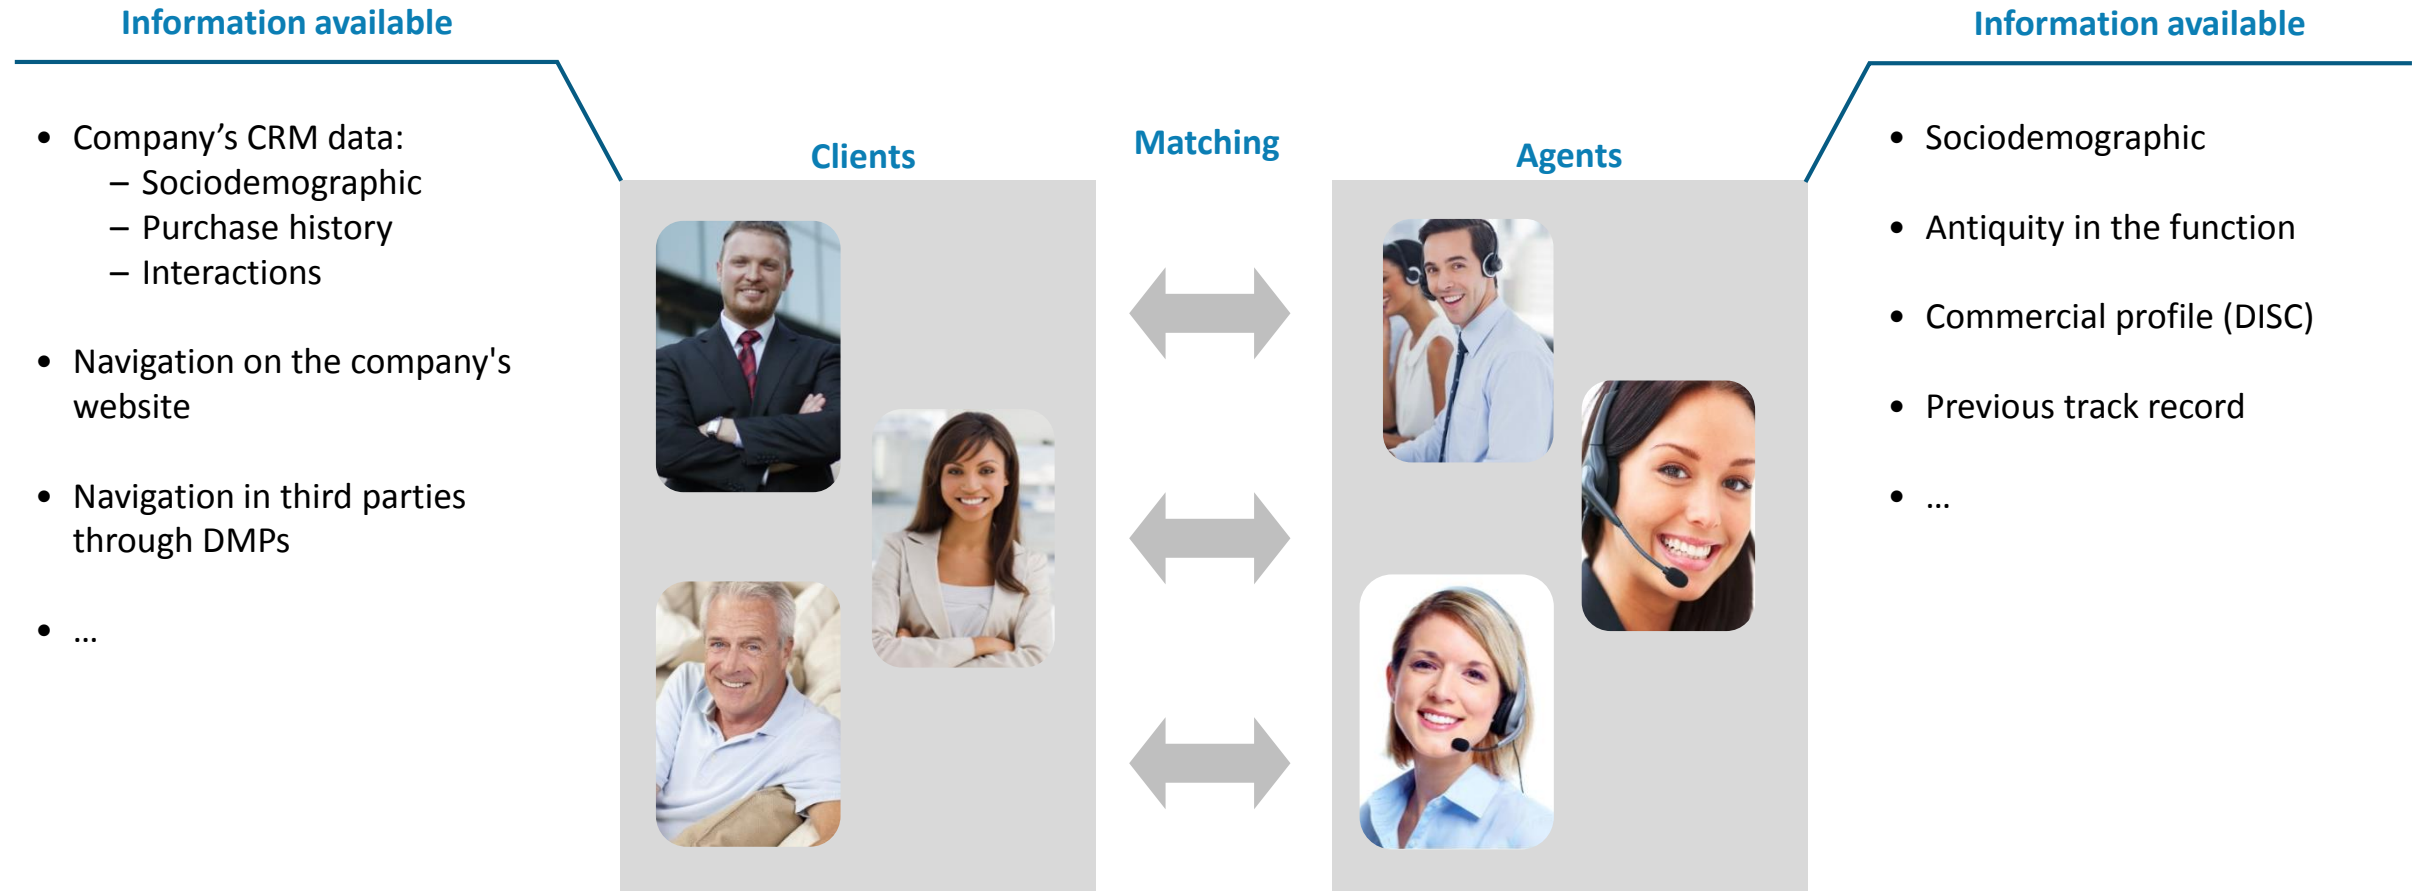 Information available
• Company’s CRM data:
– Sociodemographic
– Purchase history
– Interactions
• Navigation on the company's
website
• Navigation in third parties
through DMPs
• ...
Clients
Matching
Agents
Information available
• Sociodemographic
• Antiquity in the function
• Commercial profile (DISC)
• Previous track record
• ...